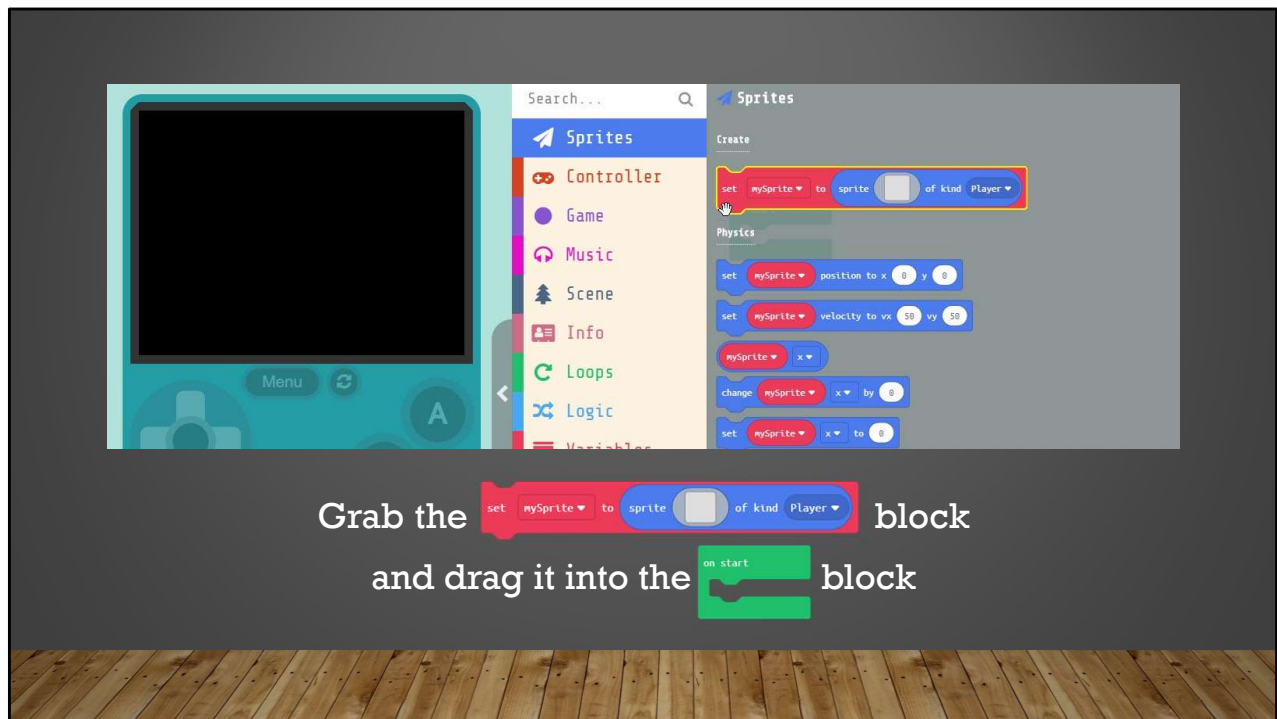 Search...
Sprites
Controller
Game
Music
Scene
Info
Loops
Logic
Variables
Menu
A
Sprites
Create
set mySprite to sprite of kind Player
Physics
set mySprite position to x 0 y 0
set mySprite velocity to vx 50 vy 50
mySprite x
change mySprite x by 0
set mySprite x to 0
Grab the set mySprite to sprite of kind Player block
and drag it into the on start block